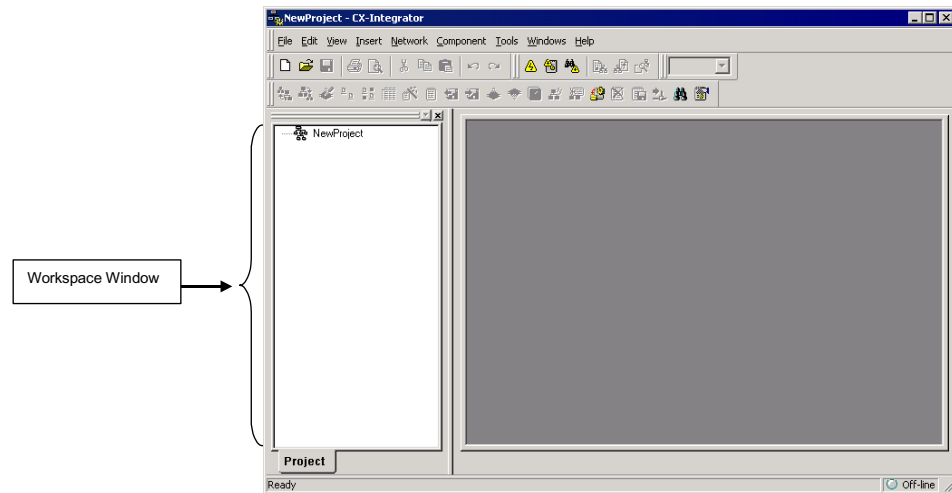 NewProject - CX-Integrator
File Edit View Insert Network Component Tools Windows Help
NewProject
Workspace Window
Project
Ready
Off-line